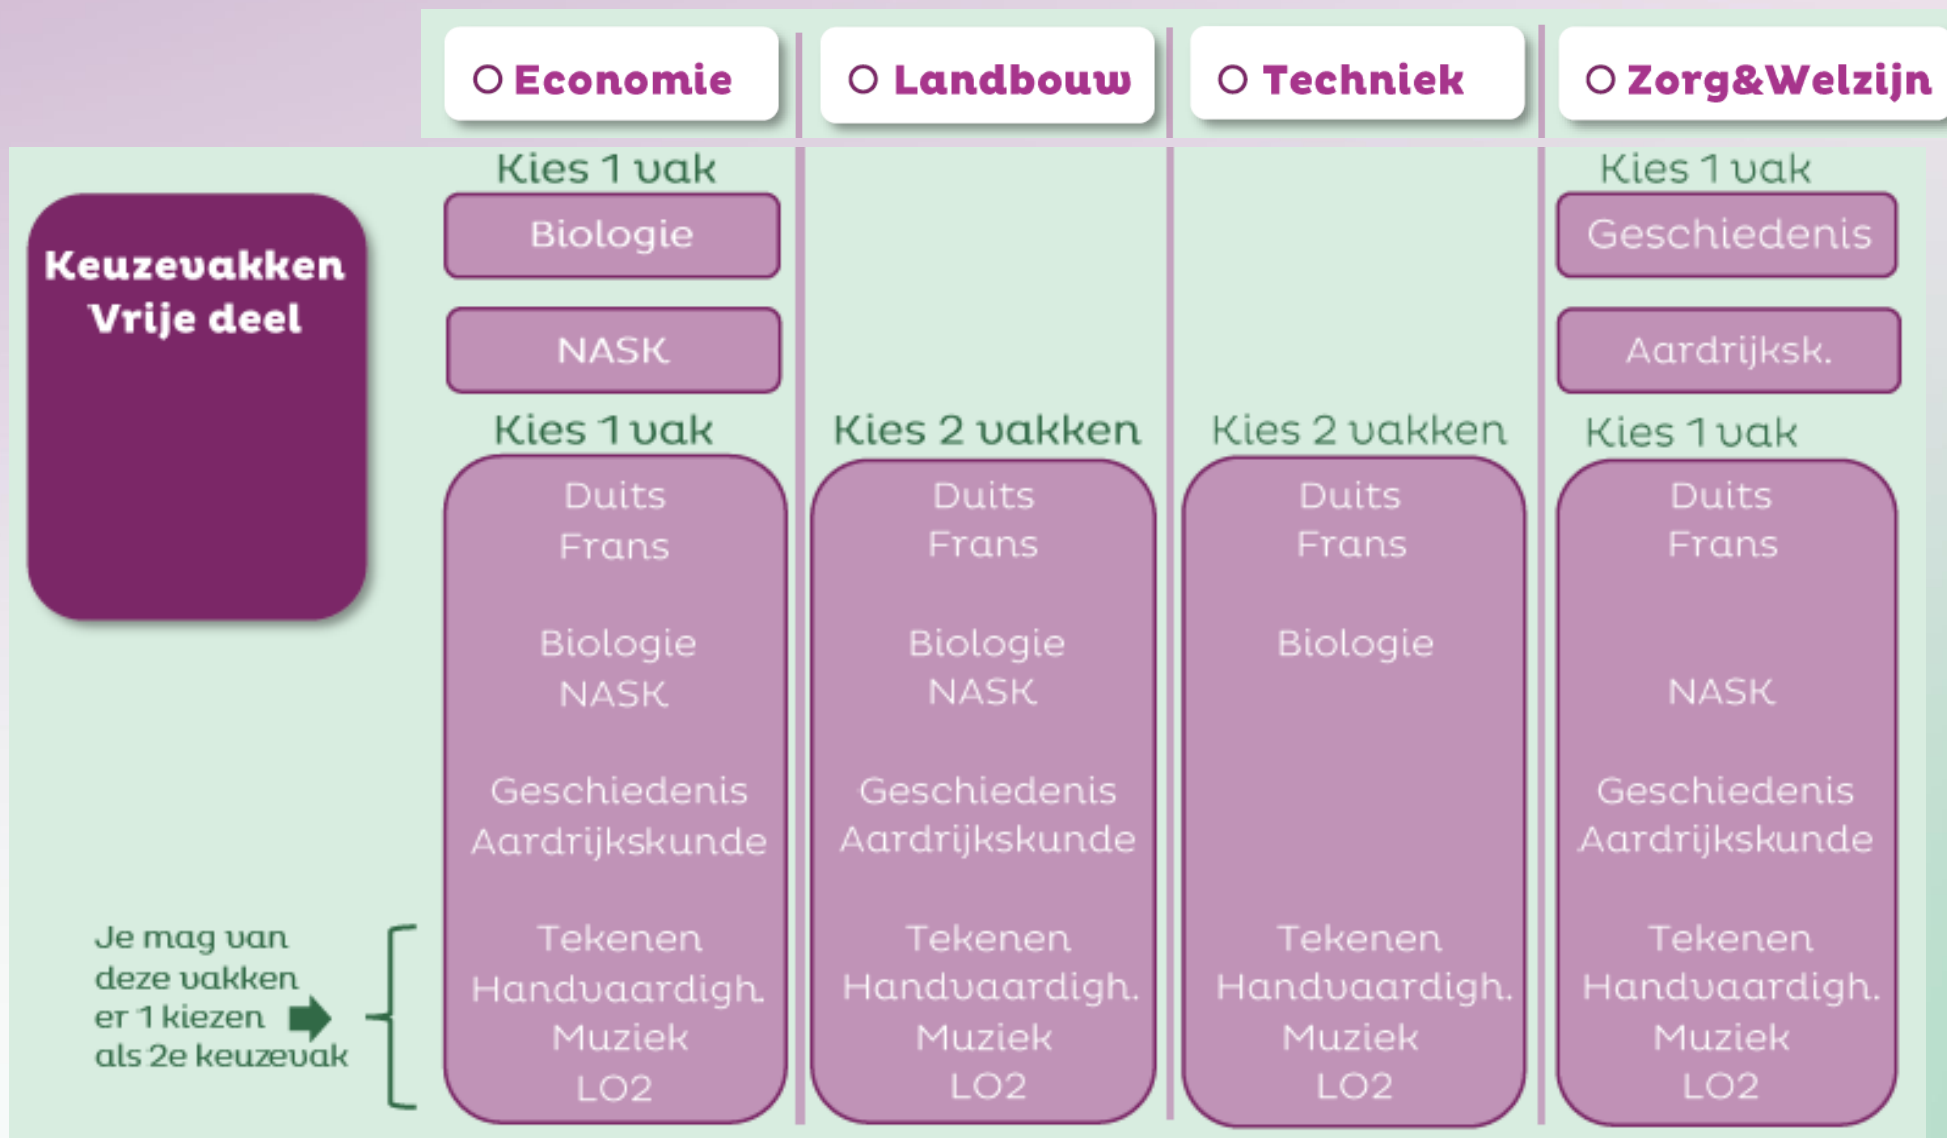 Economie
Landbouw
Techniek
Zorg&Welzijn
Keuzevakken
Vrije deel
Kies 1 vak
Biologie
NASK
Kies 1 vak
Duits
Frans
Biologie
NASK
Geschiedenis
Aardrijkskunde
Tekenen
Handvaardigh.
Muziek
LO2
Kies 2 vakken
Duits
Frans
Biologie
NASK
Geschiedenis
Aardrijkskunde
Tekenen
Handvaardigh.
Muziek
LO2
Kies 2 vakken
Duits
Frans
Biologie
Tekenen
Handvaardigh.
Muziek
LO2
Kies 1 vak
Geschiedenis
Aardrijksk.
Kies 1 vak
Duits
Frans
NASK
Geschiedenis
Aardrijkskunde
Tekenen
Handvaardigh.
Muziek
LO2
Je mag van
deze vakken
er 1 kiezen
als 2e keuzevak